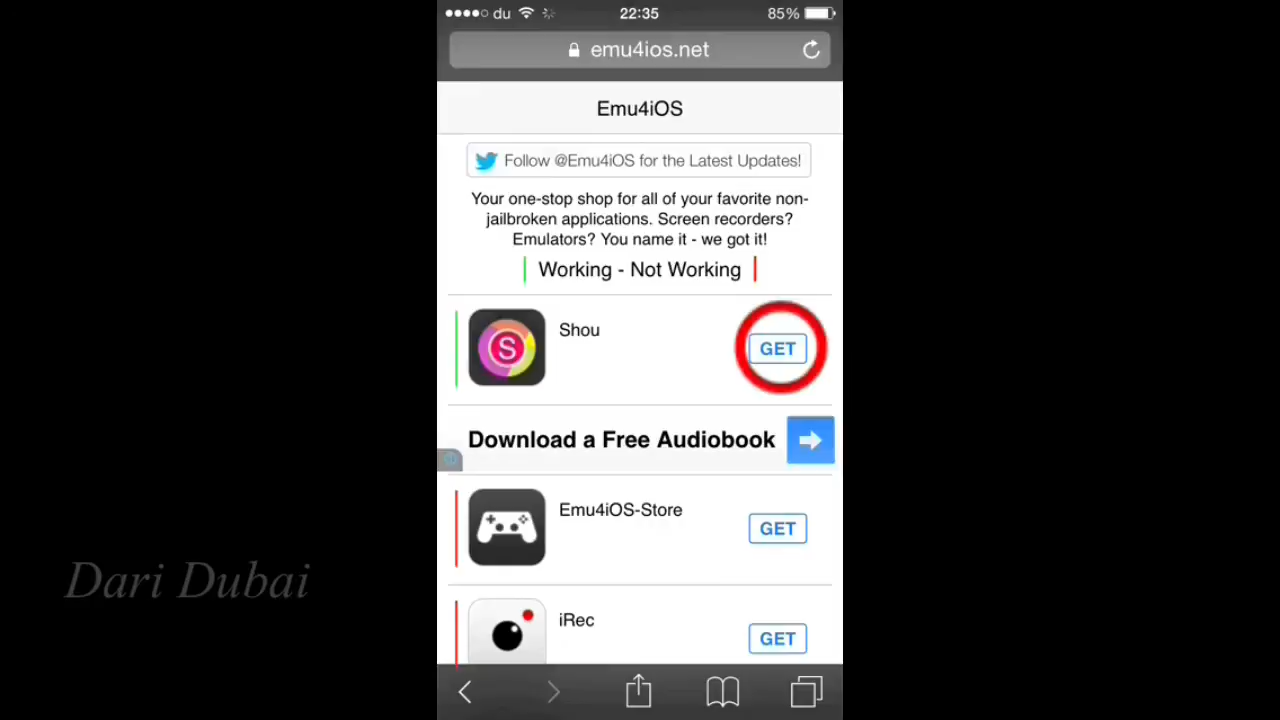 du 22:35 85%
emu4ios.net
Emu4iOS
Follow @Emu4iOS for the Latest Updates!
Your one-stop shop for all of your favorite non-
jailbroken applications. Screen recorders?
Emulators? You name it - we got it!
Working - Not Working
Shou
S
GET
Download a Free Audiobook
Emu4iOS-Store
GET
iRec
GET
Dari Dubai